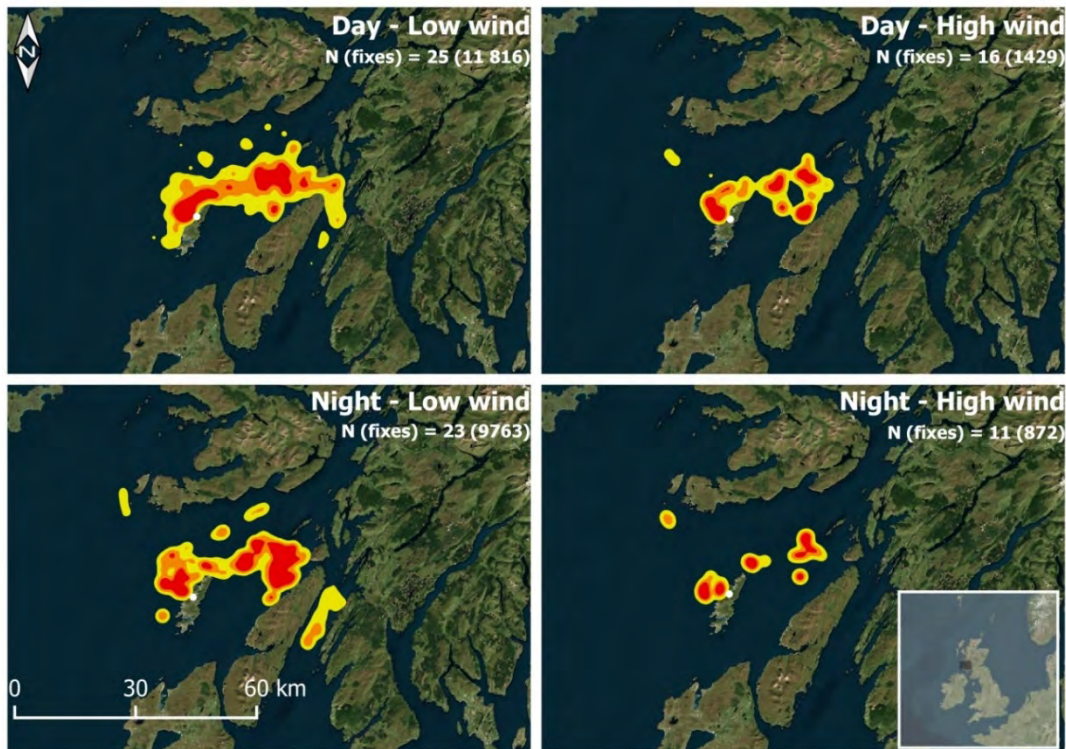 N
Day - Low wind
N (fixes) = 25 (11 816)
Day - High wind
N (fixes) = 16 (1429)
Night - Low wind
N (fixes) = 23 (9763)
Night - High wind
N (fixes) = 11 (872)
0 30 60 km